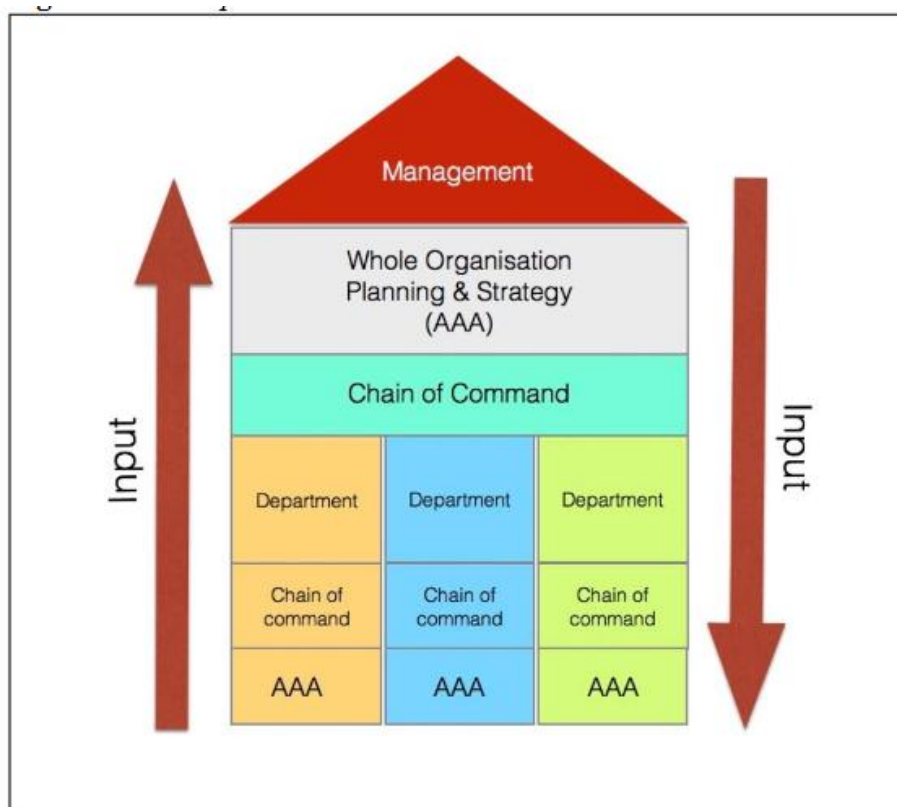 Management
Whole Organisation
Planning & Strategy
(AAA)
Chain of Command
Input
Input
Department
Department
Department
Chain of
command
Chain of
command
Chain of
command
AAA
AAA
AAA